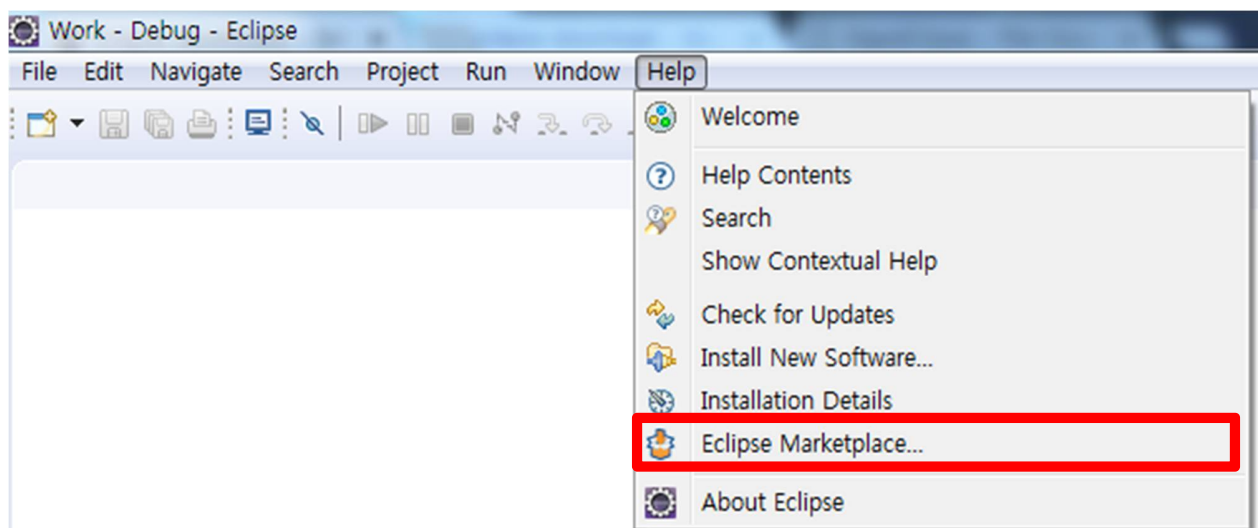 Work - Debug - Eclipse
File Edit Navigate Search Project Run Window Help
Welcome
Help Contents
Search
Show Contextual Help
Check for Updates
Install New Software...
Installation Details
Eclipse Marketplace...
About Eclipse